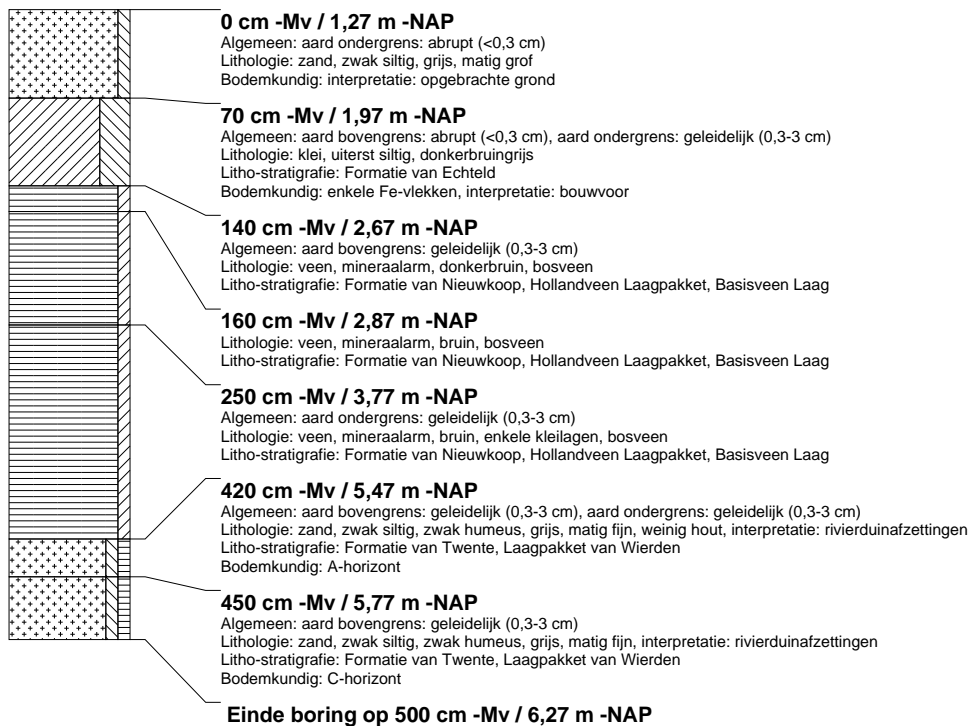 0 cm -Mv / 1,27 m -NAP
Algemeen: aard ondergrens: abrupt (<0,3 cm)
Lithologie: zand, zwak siltig, grijs, matig grof
Bodemkundig: interpretatie: opgebrachte grond
70 cm -Mv / 1,97 m -NAP
Algemeen: aard bovengrens: abrupt (<0,3 cm), aard ondergrens: geleidelijk (0,3-3 cm)
Lithologie: klei, uiterst siltig, donkerbruingrijs
Litho-stratigrafie: Formatie van Echteld
Bodemkundig: enkele Fe-vlekken, interpretatie: bouwvoor
140 cm -Mv / 2,67 m -NAP
Algemeen: aard bovengrens: geleidelijk (0,3-3 cm)
Lithologie: veen, mineraalarm, donkerbruin, bosveen
Litho-stratigrafie: Formatie van Nieuwkoop, Hollandveen Laagpakket, Basisveen Laag
160 cm -Mv / 2,87 m -NAP
Lithologie: veen, mineraalarm, bruin, bosveen
Litho-stratigrafie: Formatie van Nieuwkoop, Hollandveen Laagpakket, Basisveen Laag
250 cm -Mv / 3,77 m -NAP
Algemeen: aard ondergrens: geleidelijk (0,3-3 cm)
Lithologie: veen, mineraalarm, bruin, enkele kleilagen, bosveen
Litho-stratigrafie: Formatie van Nieuwkoop, Hollandveen Laagpakket, Basisveen Laag
420 cm -Mv / 5,47 m -NAP
Algemeen: aard bovengrens: geleidelijk (0,3-3 cm), aard ondergrens: geleidelijk (0,3-3 cm)
Lithologie: zand, zwak siltig, zwak humeus, grijs, matig fijn, weinig hout, interpretatie: rivierduinafzettingen
Litho-stratigrafie: Formatie van Twente, Laagpakket van Wierden
Bodemkundig: A-horizont
450 cm -Mv / 5,77 m -NAP
Algemeen: aard bovengrens: geleidelijk (0,3-3 cm)
Lithologie: zand, zwak siltig, zwak humeus, grijs, matig fijn, interpretatie: rivierduinafzettingen
Litho-stratigrafie: Formatie van Twente, Laagpakket van Wierden
Bodemkundig: C-horizont
Einde boring op 500 cm -Mv / 6,27 m -NAP